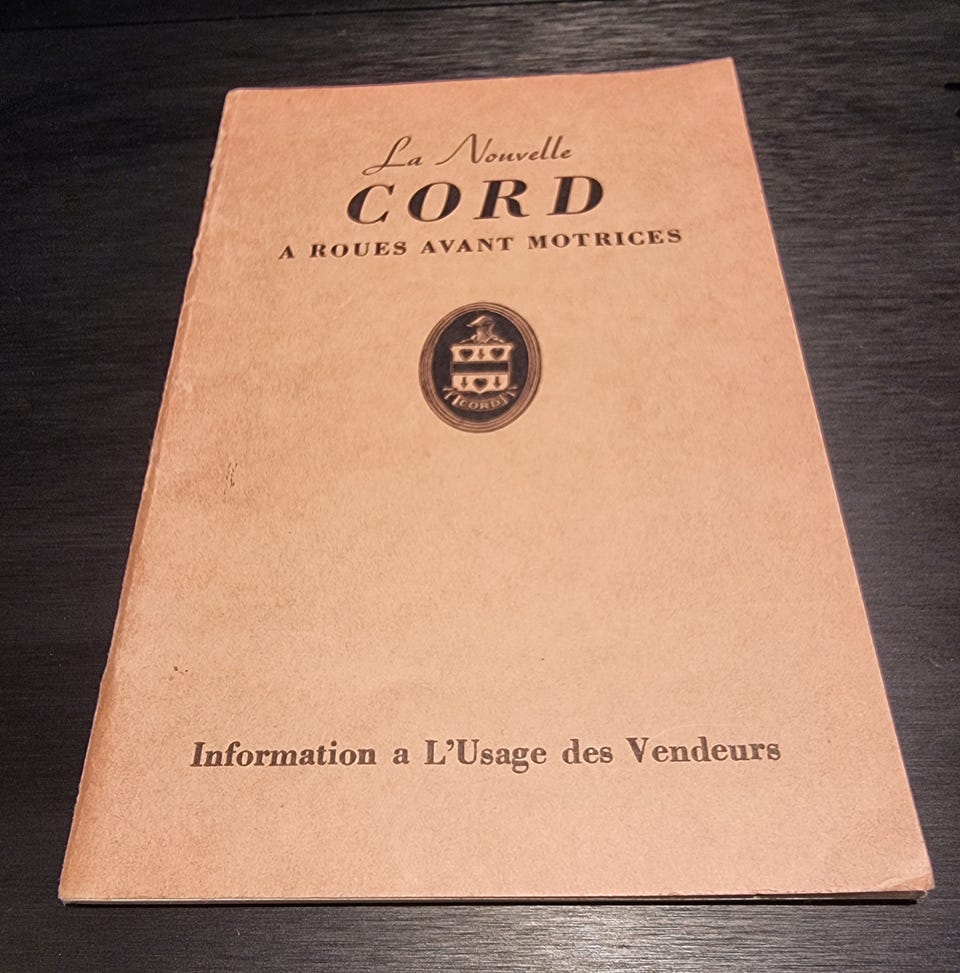 La Nouvelle
CORD
A ROUES AVANT MOTRICES
CORD
Information a L'Usage des Vendeurs